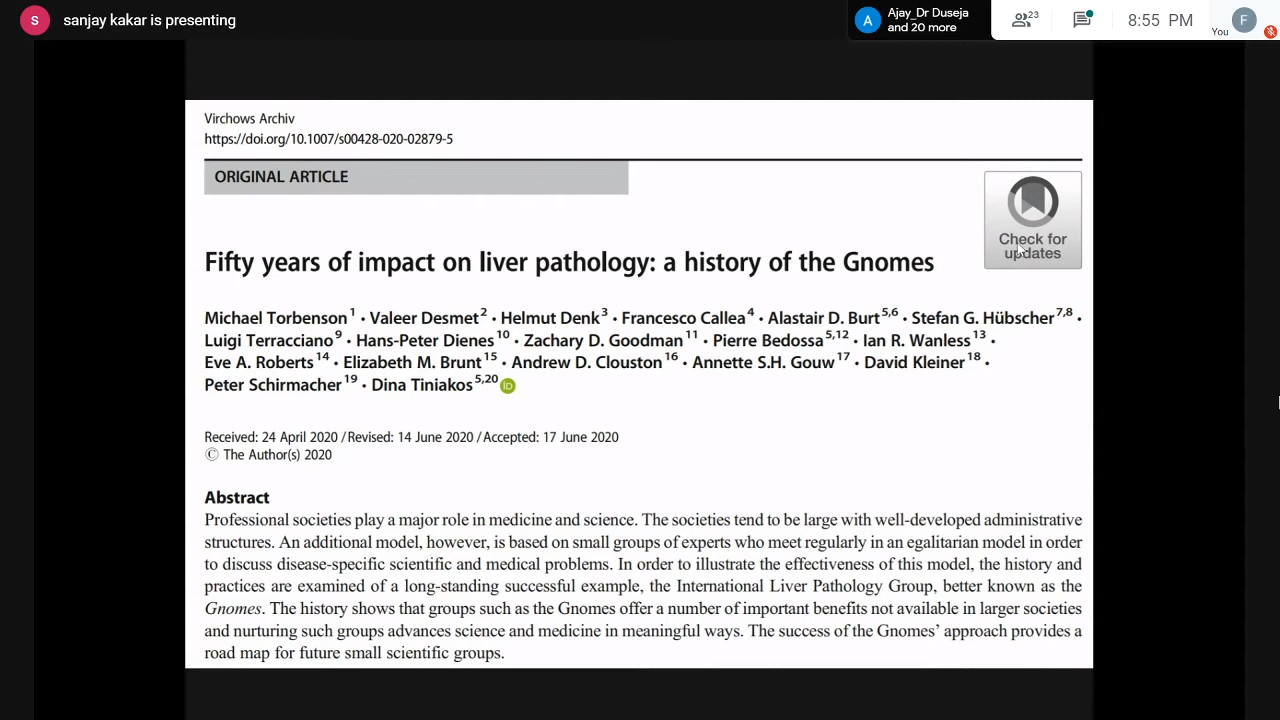 S sanjay kakar is presenting
A Ajay_Dr Duseja
and 20 more
23
8:55 PM
You
F
Virchows Archiv
https://doi.org/10.1007/s00428-020-02879-5
ORIGINAL ARTICLE
Check for
updates
Fifty years of impact on liver pathology: a history of the Gnomes
Michael Torbenson 1 · Valeer Desmet 2 · Helmut Denk 3 · Francesco Callea 4 · Alastair D. Burt 5,6 · Stefan G. Hübscher 7,8 ·
Luigi Terracciano 9 · Hans-Peter Dienes 10 · Zachary D. Goodman 11 · Pierre Bedossa 5,12 · Ian R. Wanless 13 ·
Eve A. Roberts 14 · Elizabeth M. Brunt 15 · Andrew D. Clouston 16 · Annette S.H. Gouw 17 · David Kleiner 18 ·
Peter Schirmacher 19 · Dina Tiniakos 5,20 iD
Received: 24 April 2020 / Revised: 14 June 2020 / Accepted: 17 June 2020
© The Author(s) 2020
Abstract
Professional societies play a major role in medicine and science. The societies tend to be large with well-developed administrative
structures. An additional model, however, is based on small groups of experts who meet regularly in an egalitarian model in order
to discuss disease-specific scientific and medical problems. In order to illustrate the effectiveness of this model, the history and
practices are examined of a long-standing successful example, the International Liver Pathology Group, better known as the
Gnomes. The history shows that groups such as the Gnomes offer a number of important benefits not available in larger societies
and nurturing such groups advances science and medicine in meaningful ways. The success of the Gnomes' approach provides a
road map for future small scientific groups.